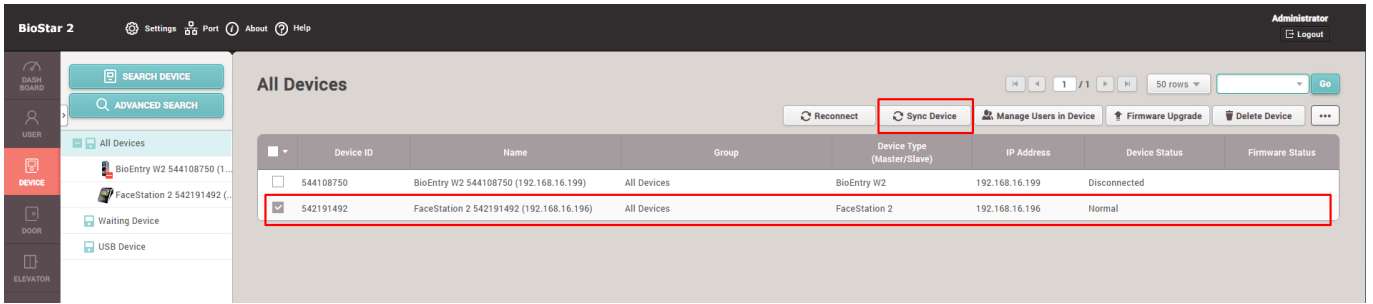 BioStar 2
Settings
Port
About
Help
Administrator
Logout
DASH
BOARD
USER
DEVICE
DOOR
ELEVATOR
SEARCH DEVICE
ADVANCED SEARCH
All Devices
BioEntry W2 544108750 (1...
FaceStation 2 542191492 (..
Waiting Device
USB Device
All Devices
1 / 1
50 rows
Go
Reconnect
Sync Device
Manage Users in Device
Firmware Upgrade
Delete Device
•••
Device ID Name Group Device Type
(Master/Slave) IP Address Device Status Firmware Status
544108750 BioEntry W2 544108750 (192.168.16.199) All Devices BioEntry W2 192.168.16.199 Disconnected
542191492 FaceStation 2 542191492 (192.168.16.196) All Devices FaceStation 2 192.168.16.196 Normal